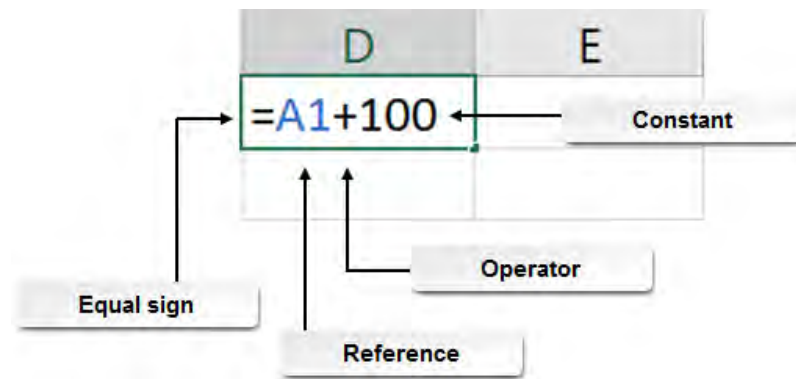 D E
=A1+100
Constant
Operator
Equal sign
Reference